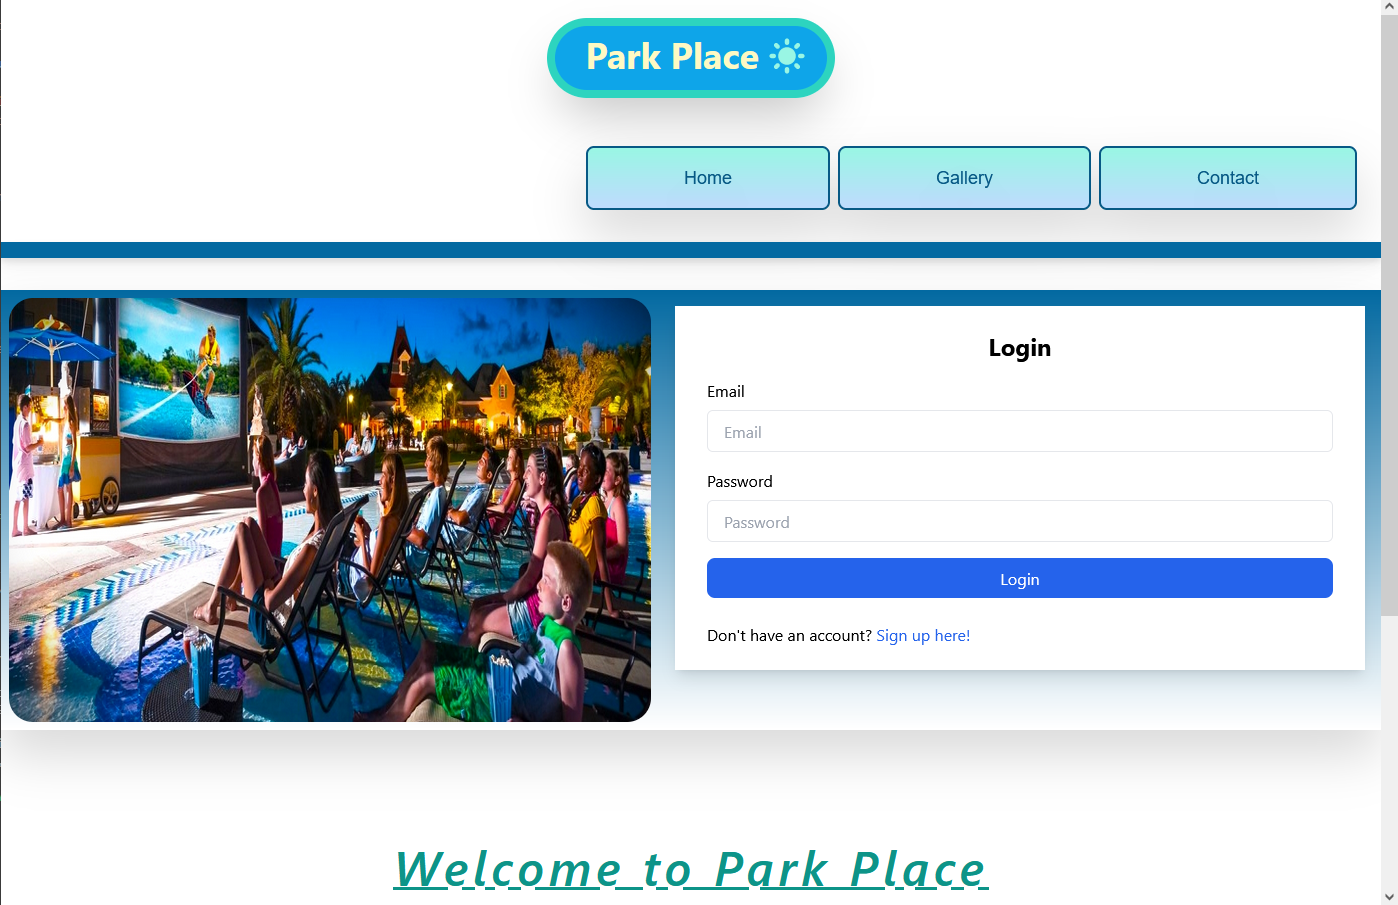 Park Place
Home
Gallery
Contact
Login
Email
Email
Password
Password
Login
Don't have an account? Sign up here!
Welcome to Park Place